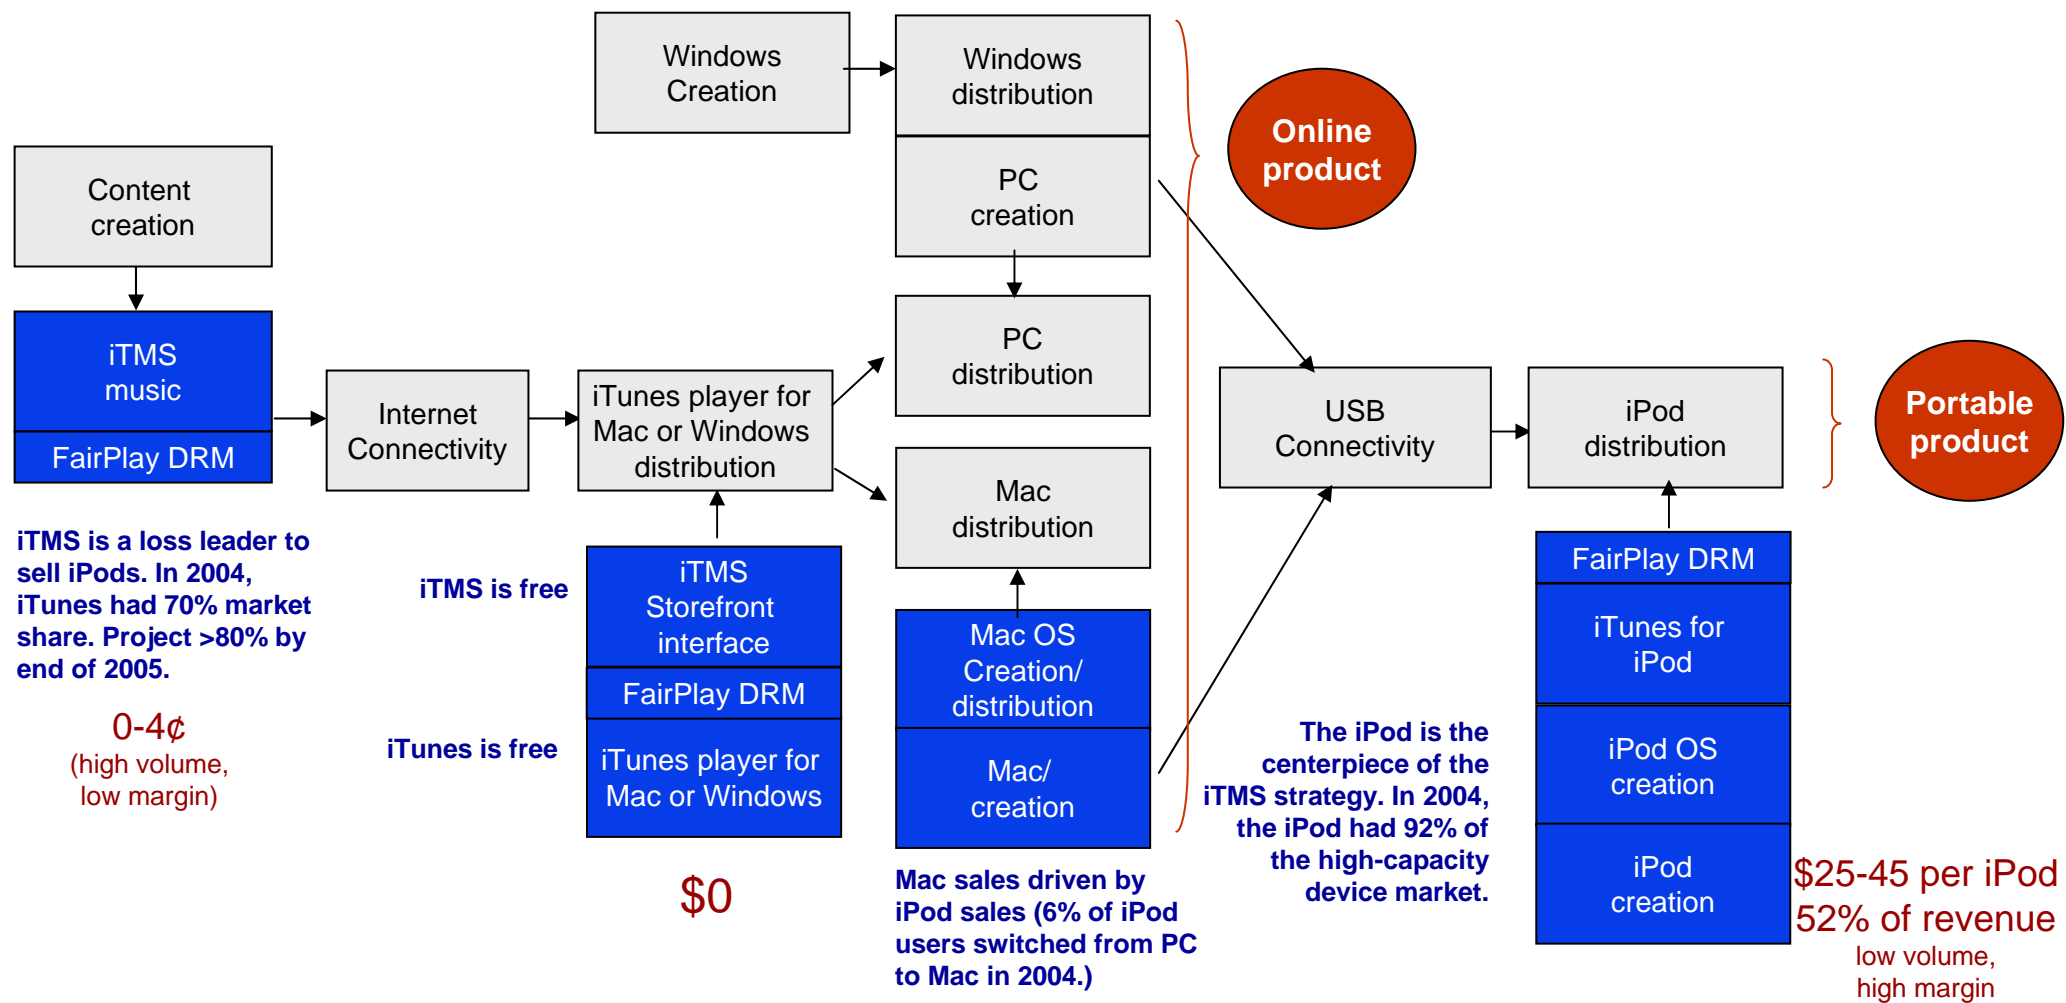 Windows
Creation
Windows
distribution
PC
creation
Online
product
Content
creation
iTMS
music
FairPlay DRM
Internet
Connectivity
iTunes player for
Mac or Windows
distribution
PC
distribution
Mac
distribution
USB
Connectivity
iPod
distribution
Portable
product
iTMS is a loss leader to
sell iPods. In 2004,
iTunes had 70% market
share. Project >80% by
end of 2005.
0-4¢
(high volume,
low margin)
iTMS is free
iTunes is free
iTMS
Storefront
interface
FairPlay DRM
iTunes player for
Mac or Windows
$0
Mac OS
Creation/
distribution
Mac/
creation
Mac sales driven by
iPod sales (6% of iPod
users switched from PC
to Mac in 2004.)
The iPod is the
centerpiece of the
iTMS strategy. In 2004,
the iPod had 92% of
the high-capacity
device market.
FairPlay DRM
iTunes for
iPod
iPod OS
creation
iPod
creation
$25-45 per iPod
52% of revenue
low volume,
high margin